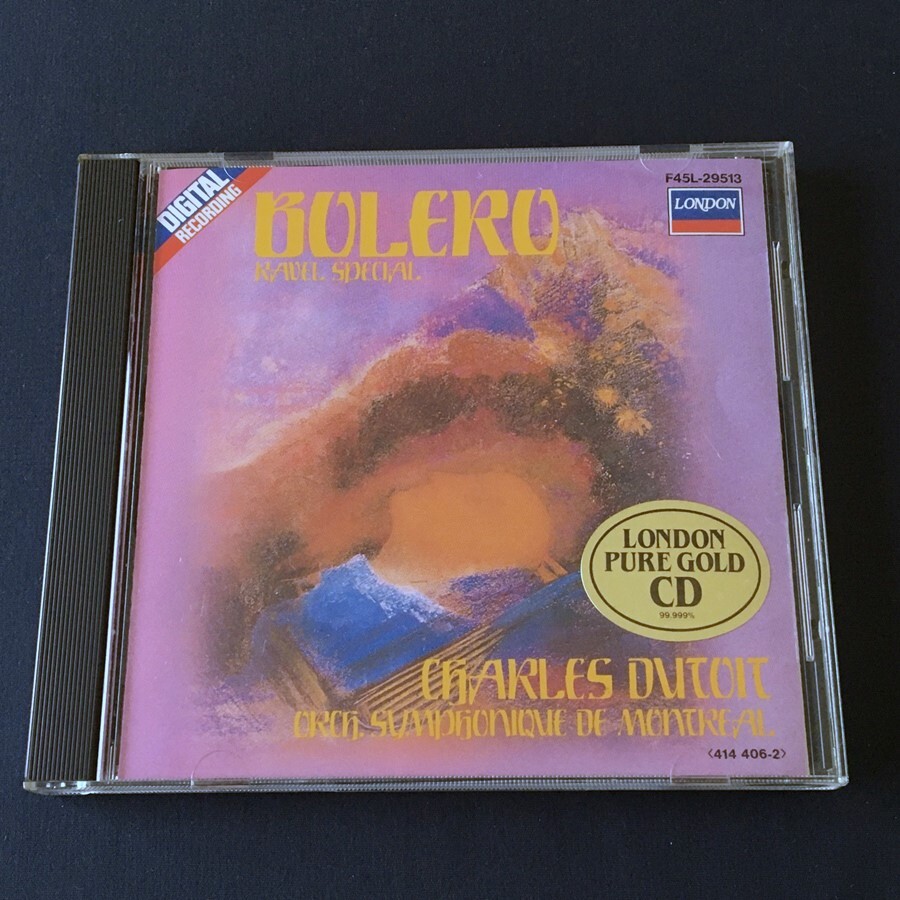 DIGITAL
RECORDING
BOLERO
RAVEL SPECIAL
F45L-29513
LONDON
LONDON
PURE GOLD
CD
99.999%
CHARLES DUTOIT
ORCH. SYMPHONIQUE DE MONTREAL
〈414 406-2〉